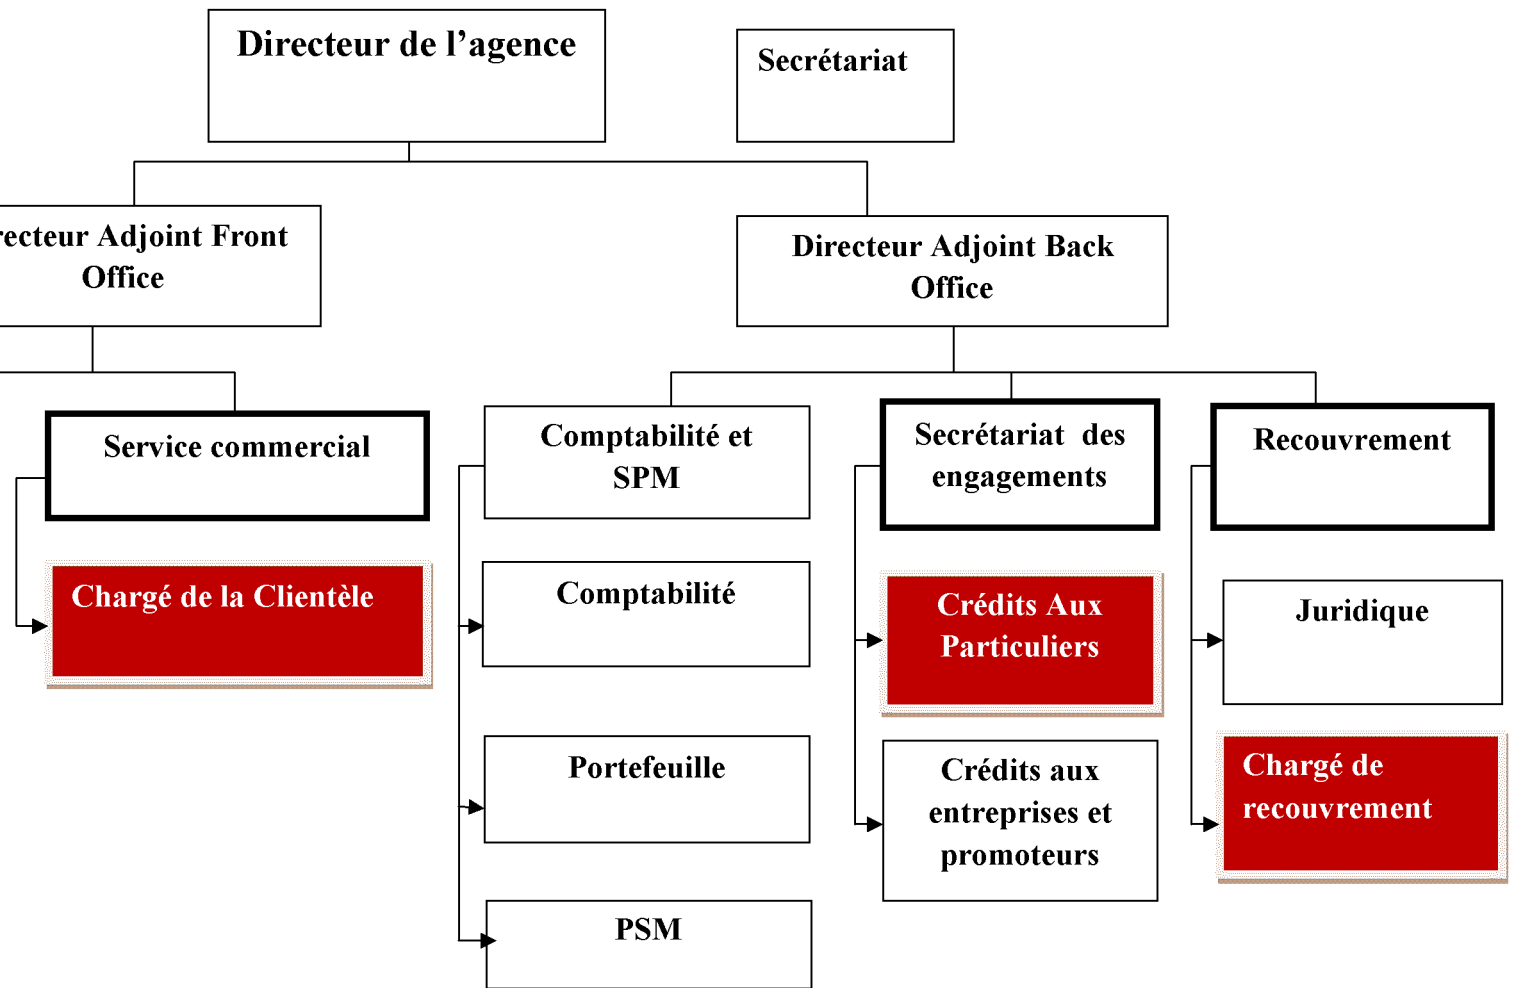 Directeur de l’agence
Secrétariat
recteur Adjoint Front
Office
Directeur Adjoint Back
Office
Service commercial
Comptabilité et
SPM
Secrétariat des
engagements
Recouvrement
Chargé de la Clientèle
Comptabilité
Crédits Aux
Particuliers
Juridique
Portefeuille
Crédits aux
entreprises et
promoteurs
Chargé de
recouvrement
PSM